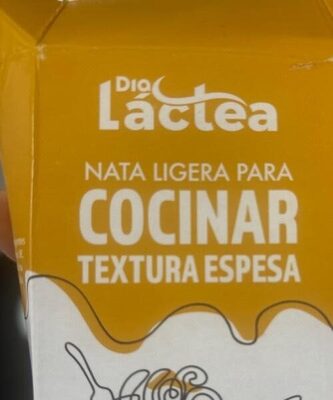 Dia
Láctea
NATA LIGERA PARA
COCINAR
TEXTURA ESPESA